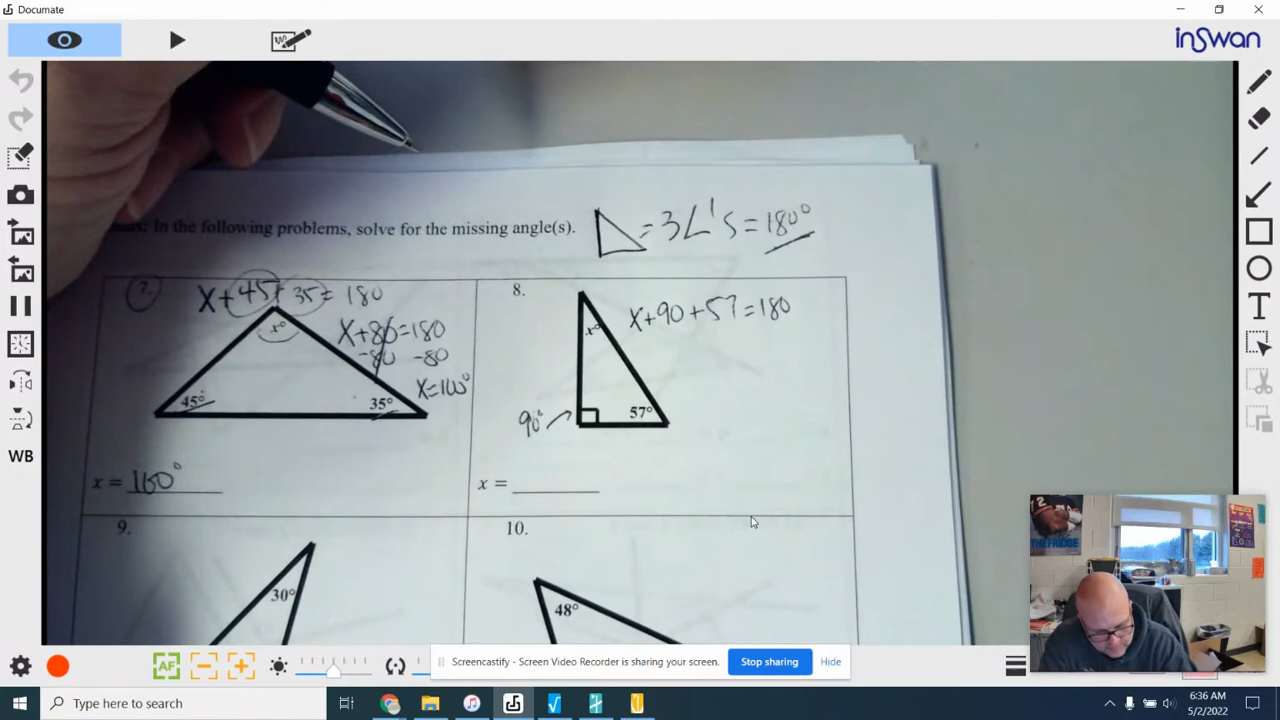 Documate
inSwan
In the following problems, solve for the missing angle(s).
=3∠'s=180°
7.
X+45+35=180
x°
X+80=180
-80 -80
X=100°
45°
35°
x = 100°
8.
X+90+57=180
x°
90°
57°
x =
9.
30°
10.
48°
WB
AF
Screencastify - Screen Video Recorder is sharing your screen.
Stop sharing
Hide
Type here to search
6:36 AM
5/2/2022